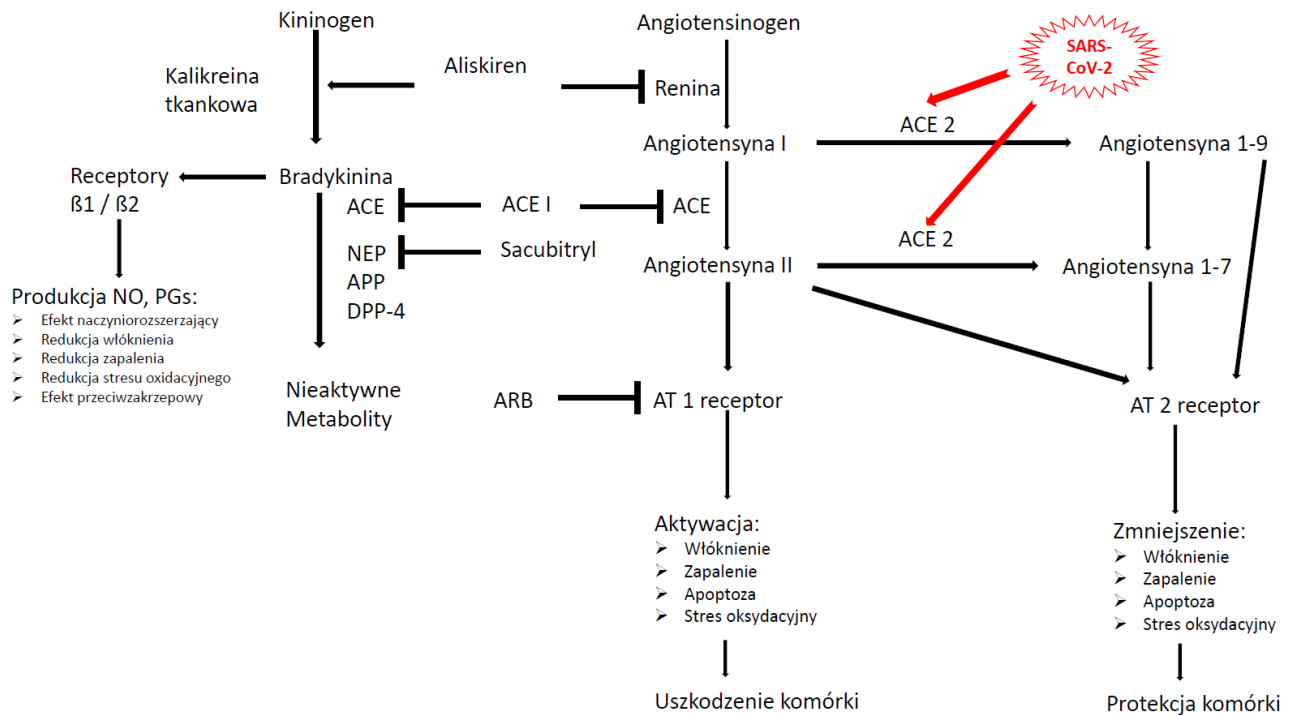 Kininogen
Angiotensinogen
SARS-
CoV-2
Kalikreina
tkankowa
Aliskiren
Renina
ACE 2
Angiotensyna I
Angiotensyna 1-9
Receptory
ß1 / ß2
Bradykinina
ACE
ACE I
ACE
NEP
APP
DPP-4
Sacubitryl
ACE 2
Angiotensyna II
Angiotensyna 1-7
Produkcja NO, PGs:
Efekt naczyniorozszerzający
Redukcja włóknienia
Redukcja zapalenia
Redukcja stresu oxidacyjnego
Efekt przeciwzakrzepowy
Nieaktywne
Metabolity
ARB
AT 1 receptor
AT 2 receptor
Aktywacja:
Włóknienie
Zapalenie
Apoptoza
Stres oksydacyjny
Zmniejszenie:
Włóknienie
Zapalenie
Apoptoza
Stres oksydacyjny
Uszkodzenie komórki
Protekcja komórki